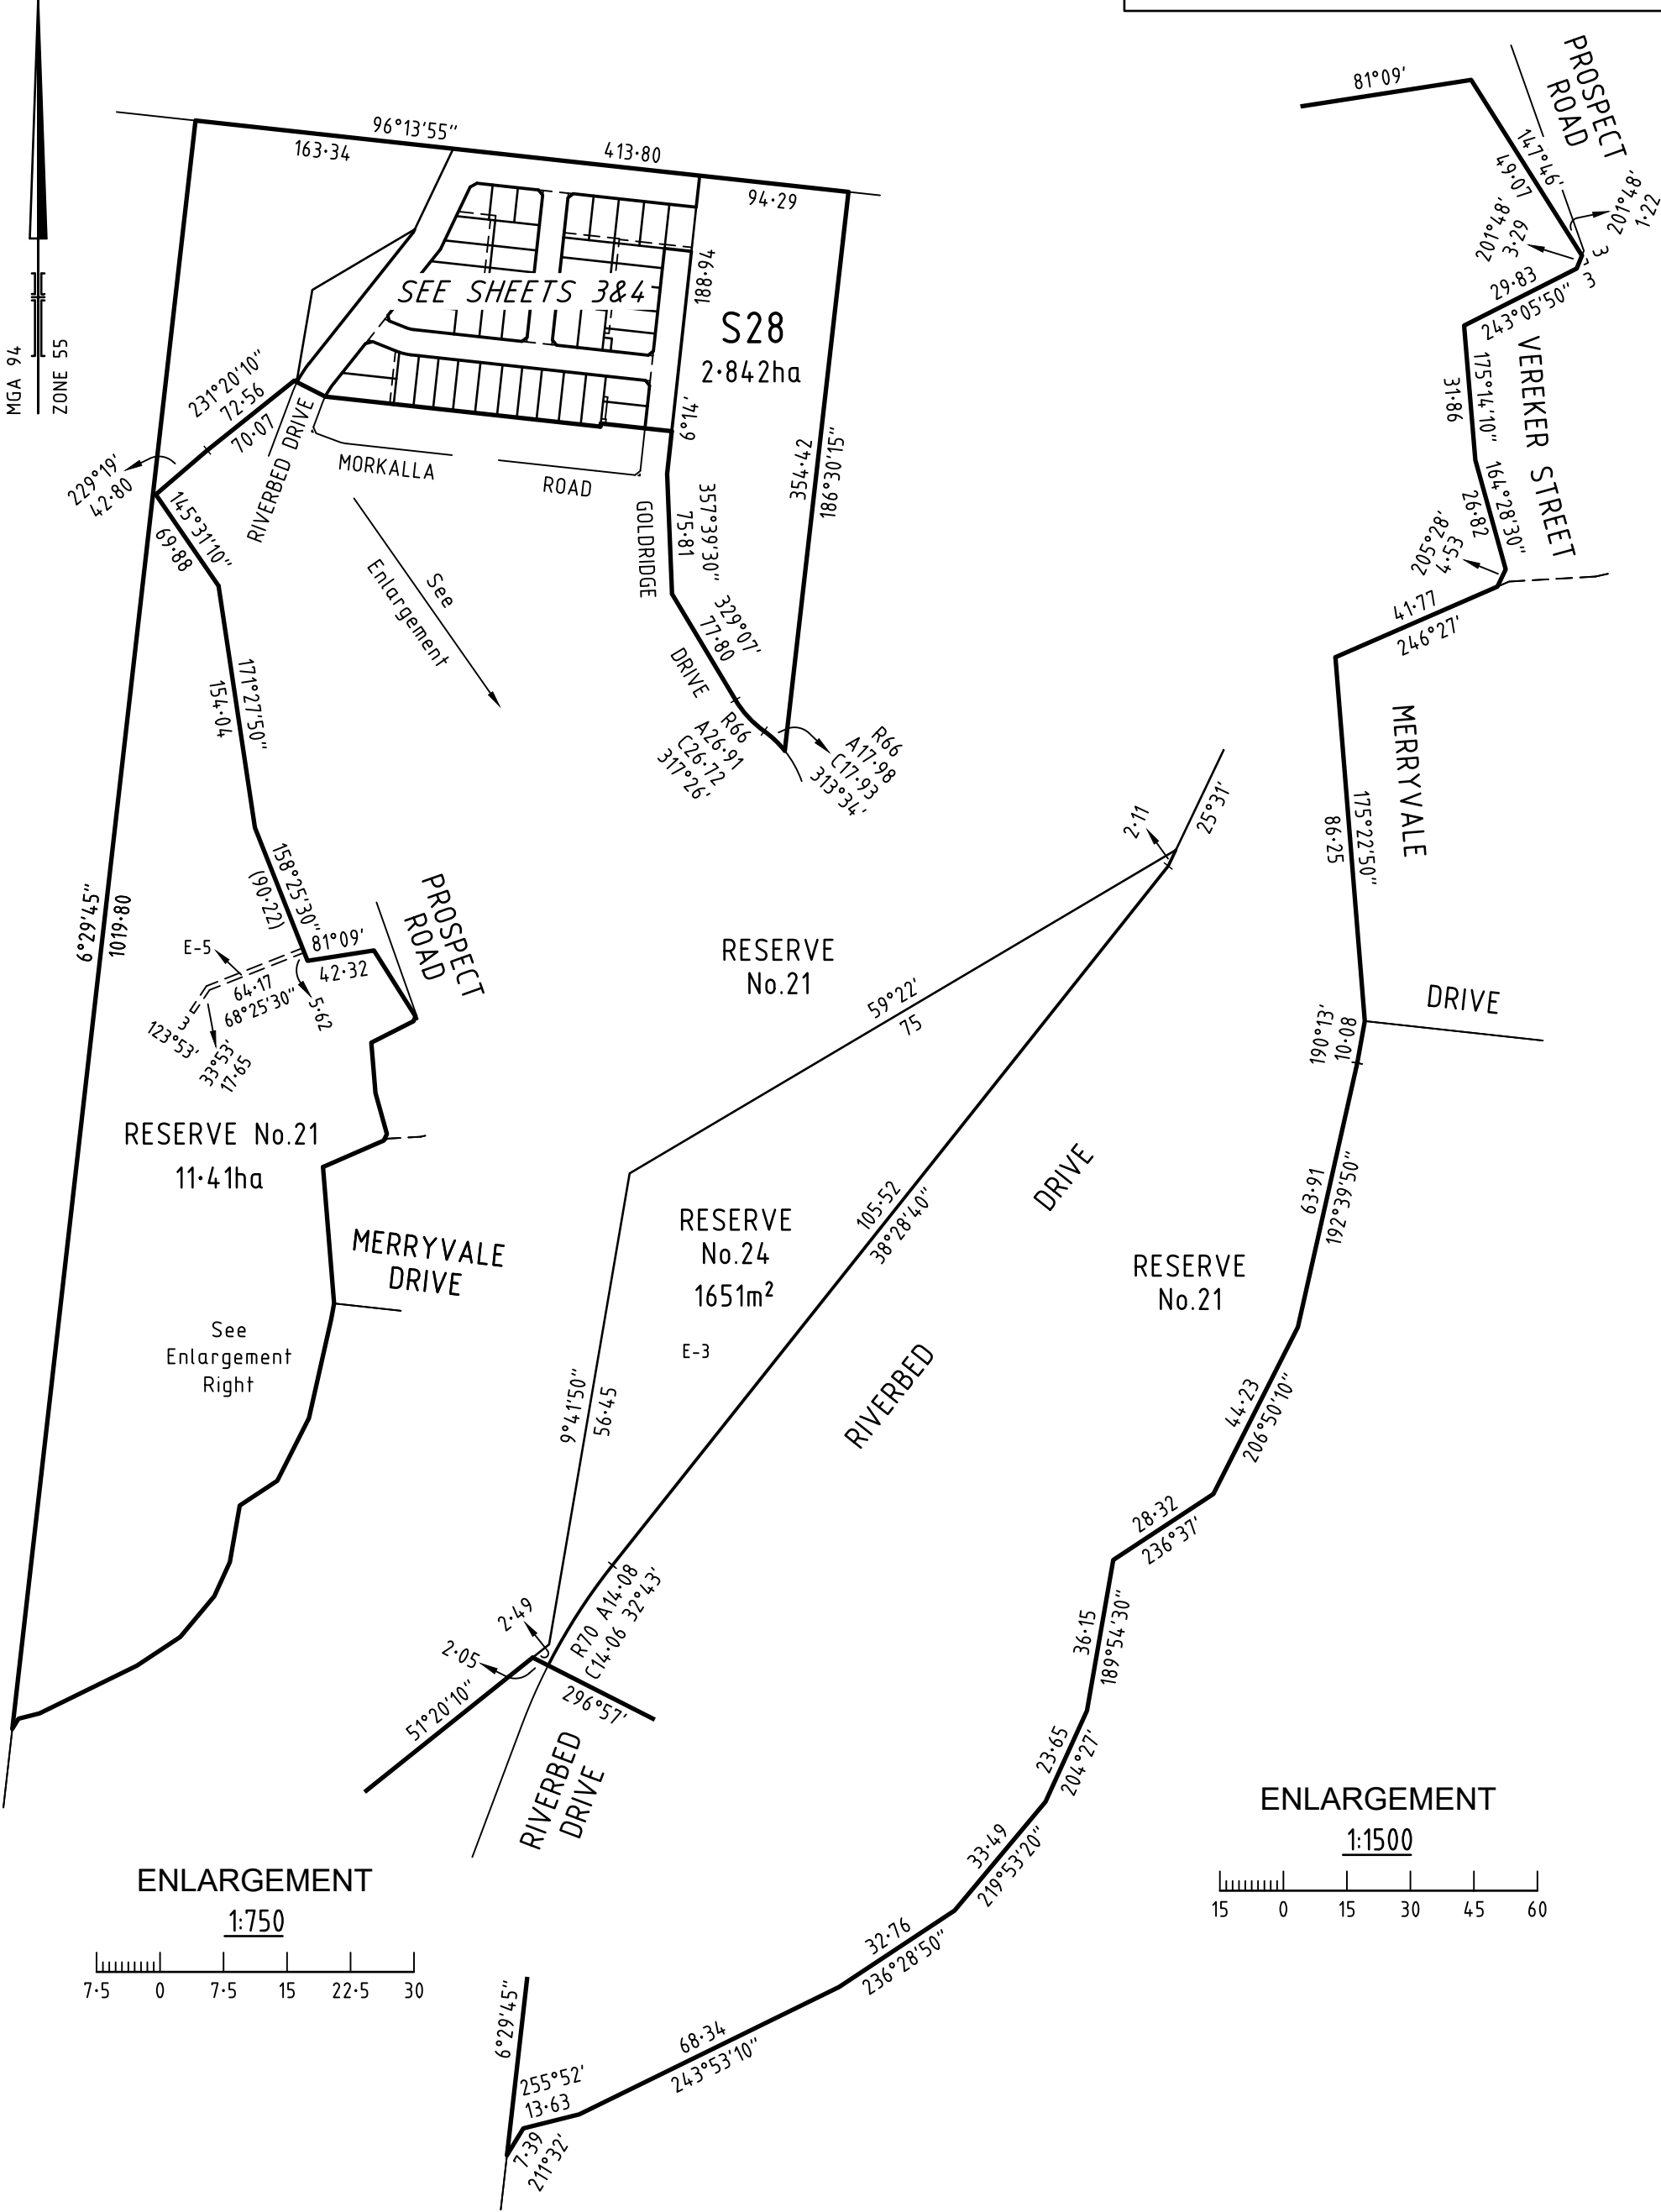 MGA 94
ZONE 55
96°13'55"
163·34
413·80
94·29
SEE SHEETS 3&4
188·94
S28
2·842ha
6°14'
354·42
186°30'15"
231°20'10"
72·56
70·07
229°19'
42·80
RIVERBED DRIVE
MORKALLA
ROAD
145°31'10"
69·88
See
Enlargement
GOLDRIDGE
DRIVE
357°39'30"
75·81
329°07'
77·80
R66
A26·91
C26·72
317°26'
R66
A17·98
C17·93
313°34'
171°27'50"
154·04
158°25'30"
(90·22)
6°29'45"
1019·80
E-5
81°09'
42·32
PROSPECT
ROAD
64·17
68°25'30"
5·62
3
123°53'
33°53'
17·65
RESERVE No.21
11·41ha
MERRYVALE
DRIVE
See
Enlargement
Right
RESERVE
No.21
2·11
25°31'
59°22'
75
RESERVE
No.24
1651m²
E-3
105·52
38°28'40"
9°41'50"
56·45
RIVERBED
DRIVE
2·49
2·05
R70 A14·08
C14·06 32°43'
51°20'10"
296°57'
RIVERBED
DRIVE
81°09'
PROSPECT
ROAD
147°46'
49·07
201°48'
3·29
201°48'
1·22
3
3
29·83
243°05'50"
VEREKER STREET
175°14'10"
31·86
164°28'30"
26·82
205°28'
4·53
41·77
246°27'
MERRYVALE
DRIVE
175°22'50"
86·25
190°13'
10·08
63·91
192°39'50"
RESERVE
No.21
44·23
206°50'10"
28·32
236°37'
36·15
189°54'30"
23·65
204°27'
33·49
219°53'20"
32·76
236°28'50"
68·34
243°53'10"
6°29'45"
255°52'
13·63
7·39
211°32'
ENLARGEMENT
1:750
7·5 0 7·5 15 22·5 30
ENLARGEMENT
1:1500
15 0 15 30 45 60